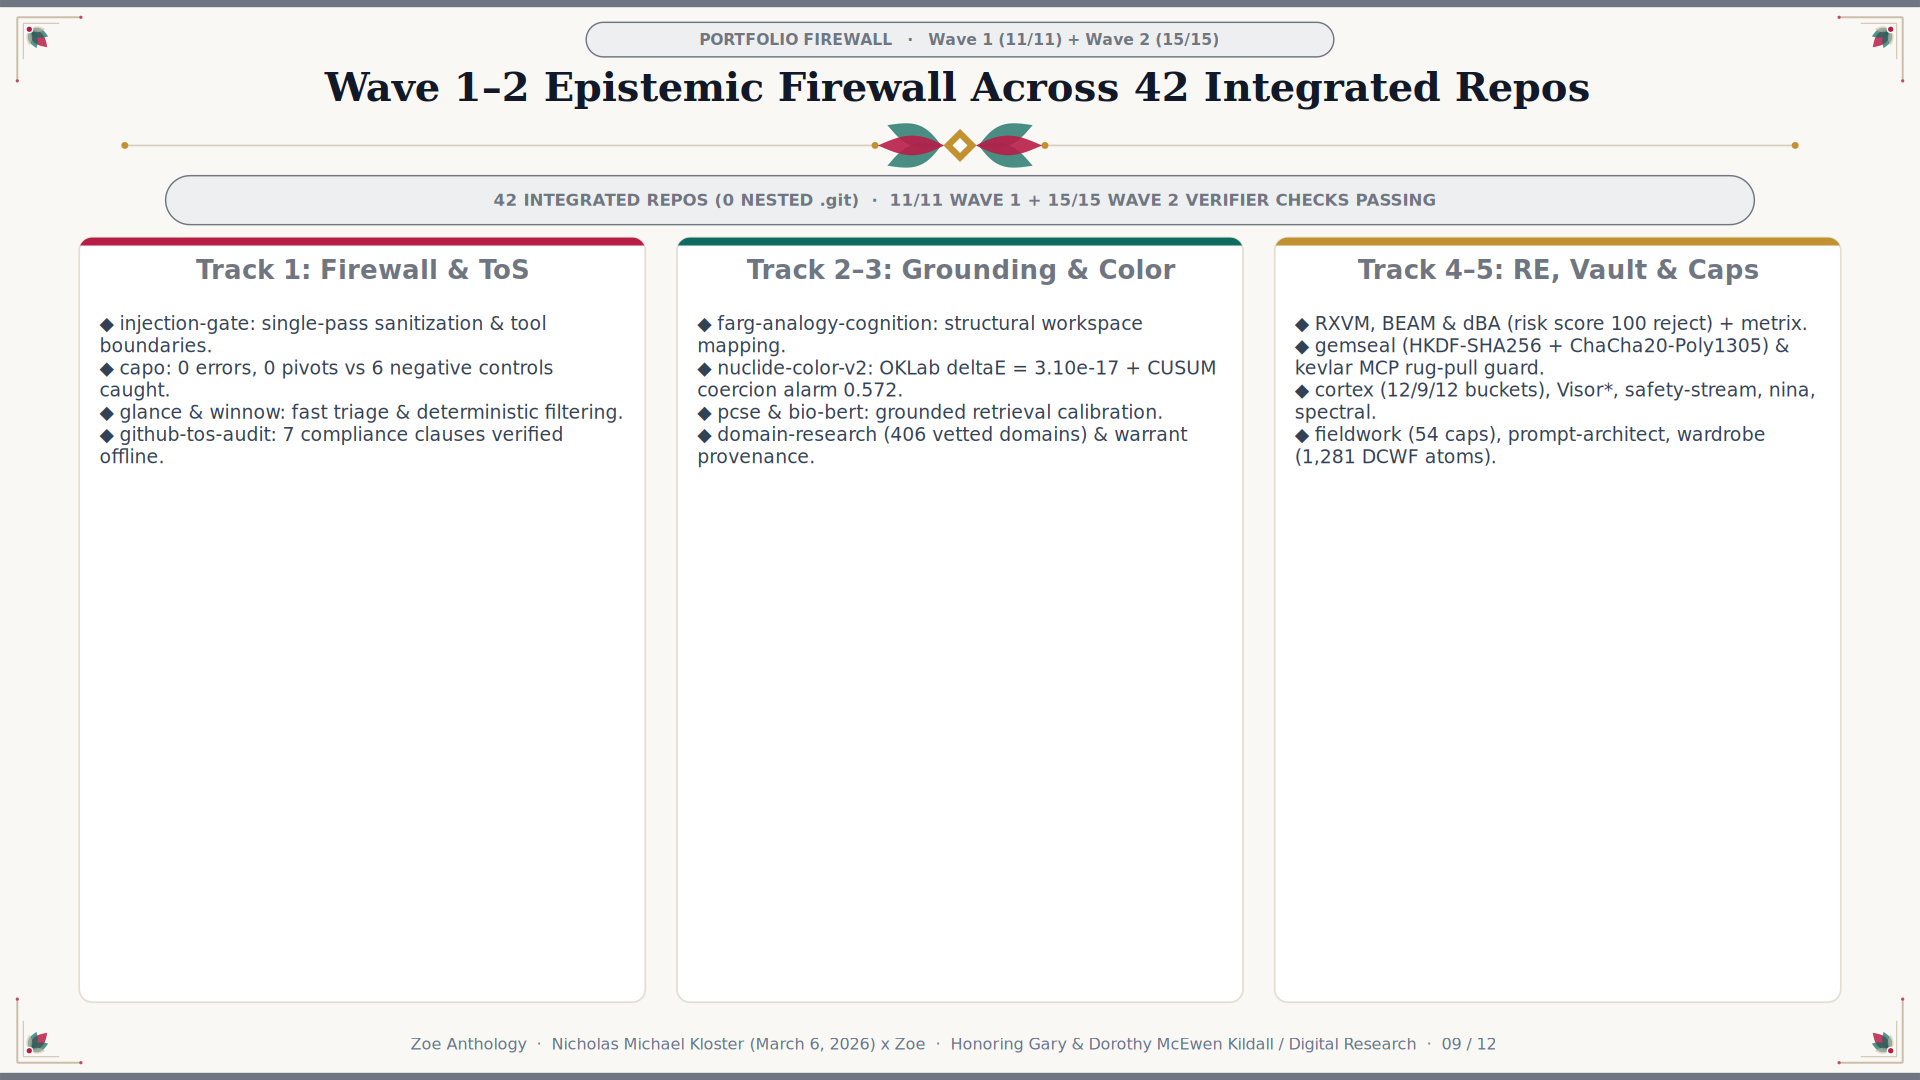 PORTFOLIO FIREWALL · Wave 1 (11/11) + Wave 2 (15/15)
Wave 1–2 Epistemic Firewall Across 42 Integrated Repos
42 INTEGRATED REPOS (0 NESTED .git) · 11/11 WAVE 1 + 15/15 WAVE 2 VERIFIER CHECKS PASSING
Track 1: Firewall & ToS
◆ injection-gate: single-pass sanitization & tool
boundaries.
◆ capo: 0 errors, 0 pivots vs 6 negative controls
caught.
◆ glance & winnow: fast triage & deterministic filtering.
◆ github-tos-audit: 7 compliance clauses verified
offline.
Track 2–3: Grounding & Color
◆ farg-analogy-cognition: structural workspace
mapping.
◆ nuclide-color-v2: OKLab deltaE = 3.10e-17 + CUSUM
coercion alarm 0.572.
◆ pcse & bio-bert: grounded retrieval calibration.
◆ domain-research (406 vetted domains) & warrant
provenance.
Track 4–5: RE, Vault & Caps
◆ RXVM, BEAM & dBA (risk score 100 reject) + metrix.
◆ gemseal (HKDF-SHA256 + ChaCha20-Poly1305) &
kevlar MCP rug-pull guard.
◆ cortex (12/9/12 buckets), Visor*, safety-stream, nina,
spectral.
◆ fieldwork (54 caps), prompt-architect, wardrobe
(1,281 DCWF atoms).
Zoe Anthology · Nicholas Michael Kloster (March 6, 2026) x Zoe · Honoring Gary & Dorothy McEwen Kildall / Digital Research · 09 / 12